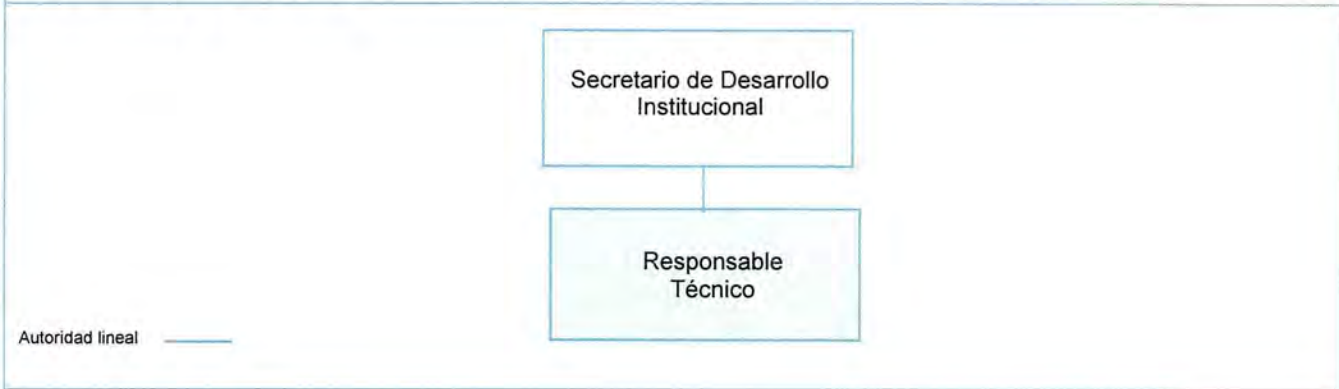 Secretario de Desarrollo
Institucional
Responsable
Técnico
Autoridad lineal